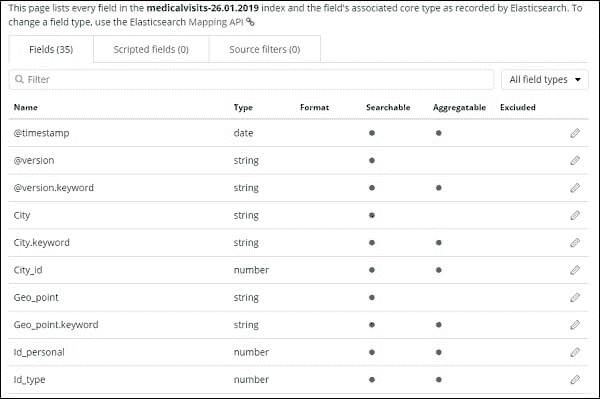 This page lists every field in the medicalvisits-26.01.2019 index and the field's associated core type as recorded by Elasticsearch. To
change a field type, use the Elasticsearch Mapping API
Fields (35) Scripted fields (0) Source filters (0)
Filter All field types
Name Type Format Searchable Aggregatable Excluded
@timestamp date
@version string
@version.keyword string
City string
City.keyword string
City_id number
Geo_point string
Geo_point.keyword string
Id_personal number
Id_type number